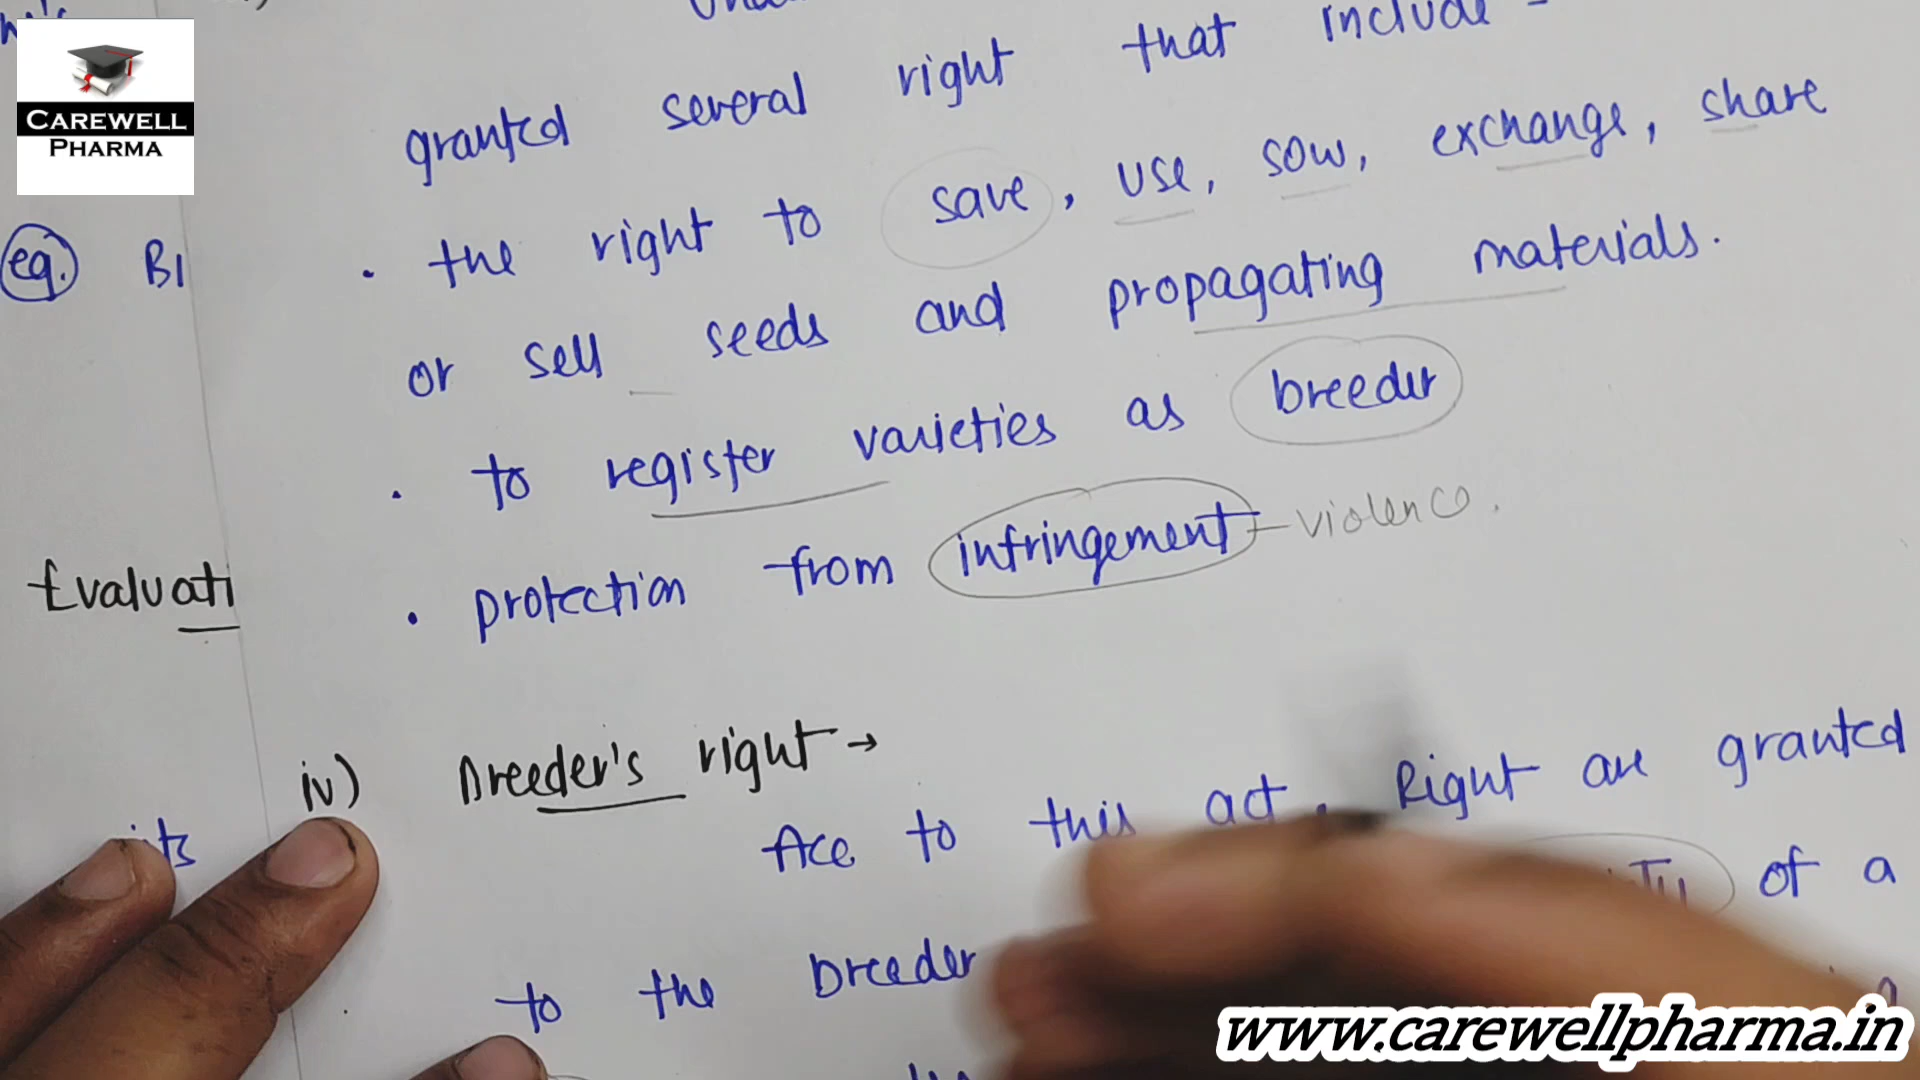 CAREWELL
PHARMA
granted several right that include -
. the right to save, use, sow, exchange, share
or sell seeds and propagating materials.
. to register varieties as breeder
. protection from infringement - violence.
iv) Breeder's right →
Acc to this act, Right are granted
of a
to the breeder
eg. B1
Evaluati
www.carewellpharma.in